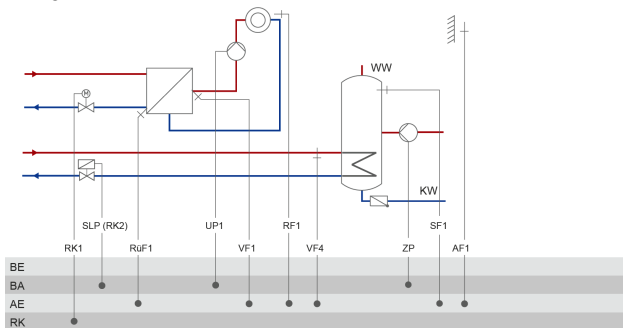 WW
M
KW
SLP (RK2)
UP1
RF1
SF1
RK1
RüF1
VF1
VF4
ZP
AF1
BE
BA
AE
RK